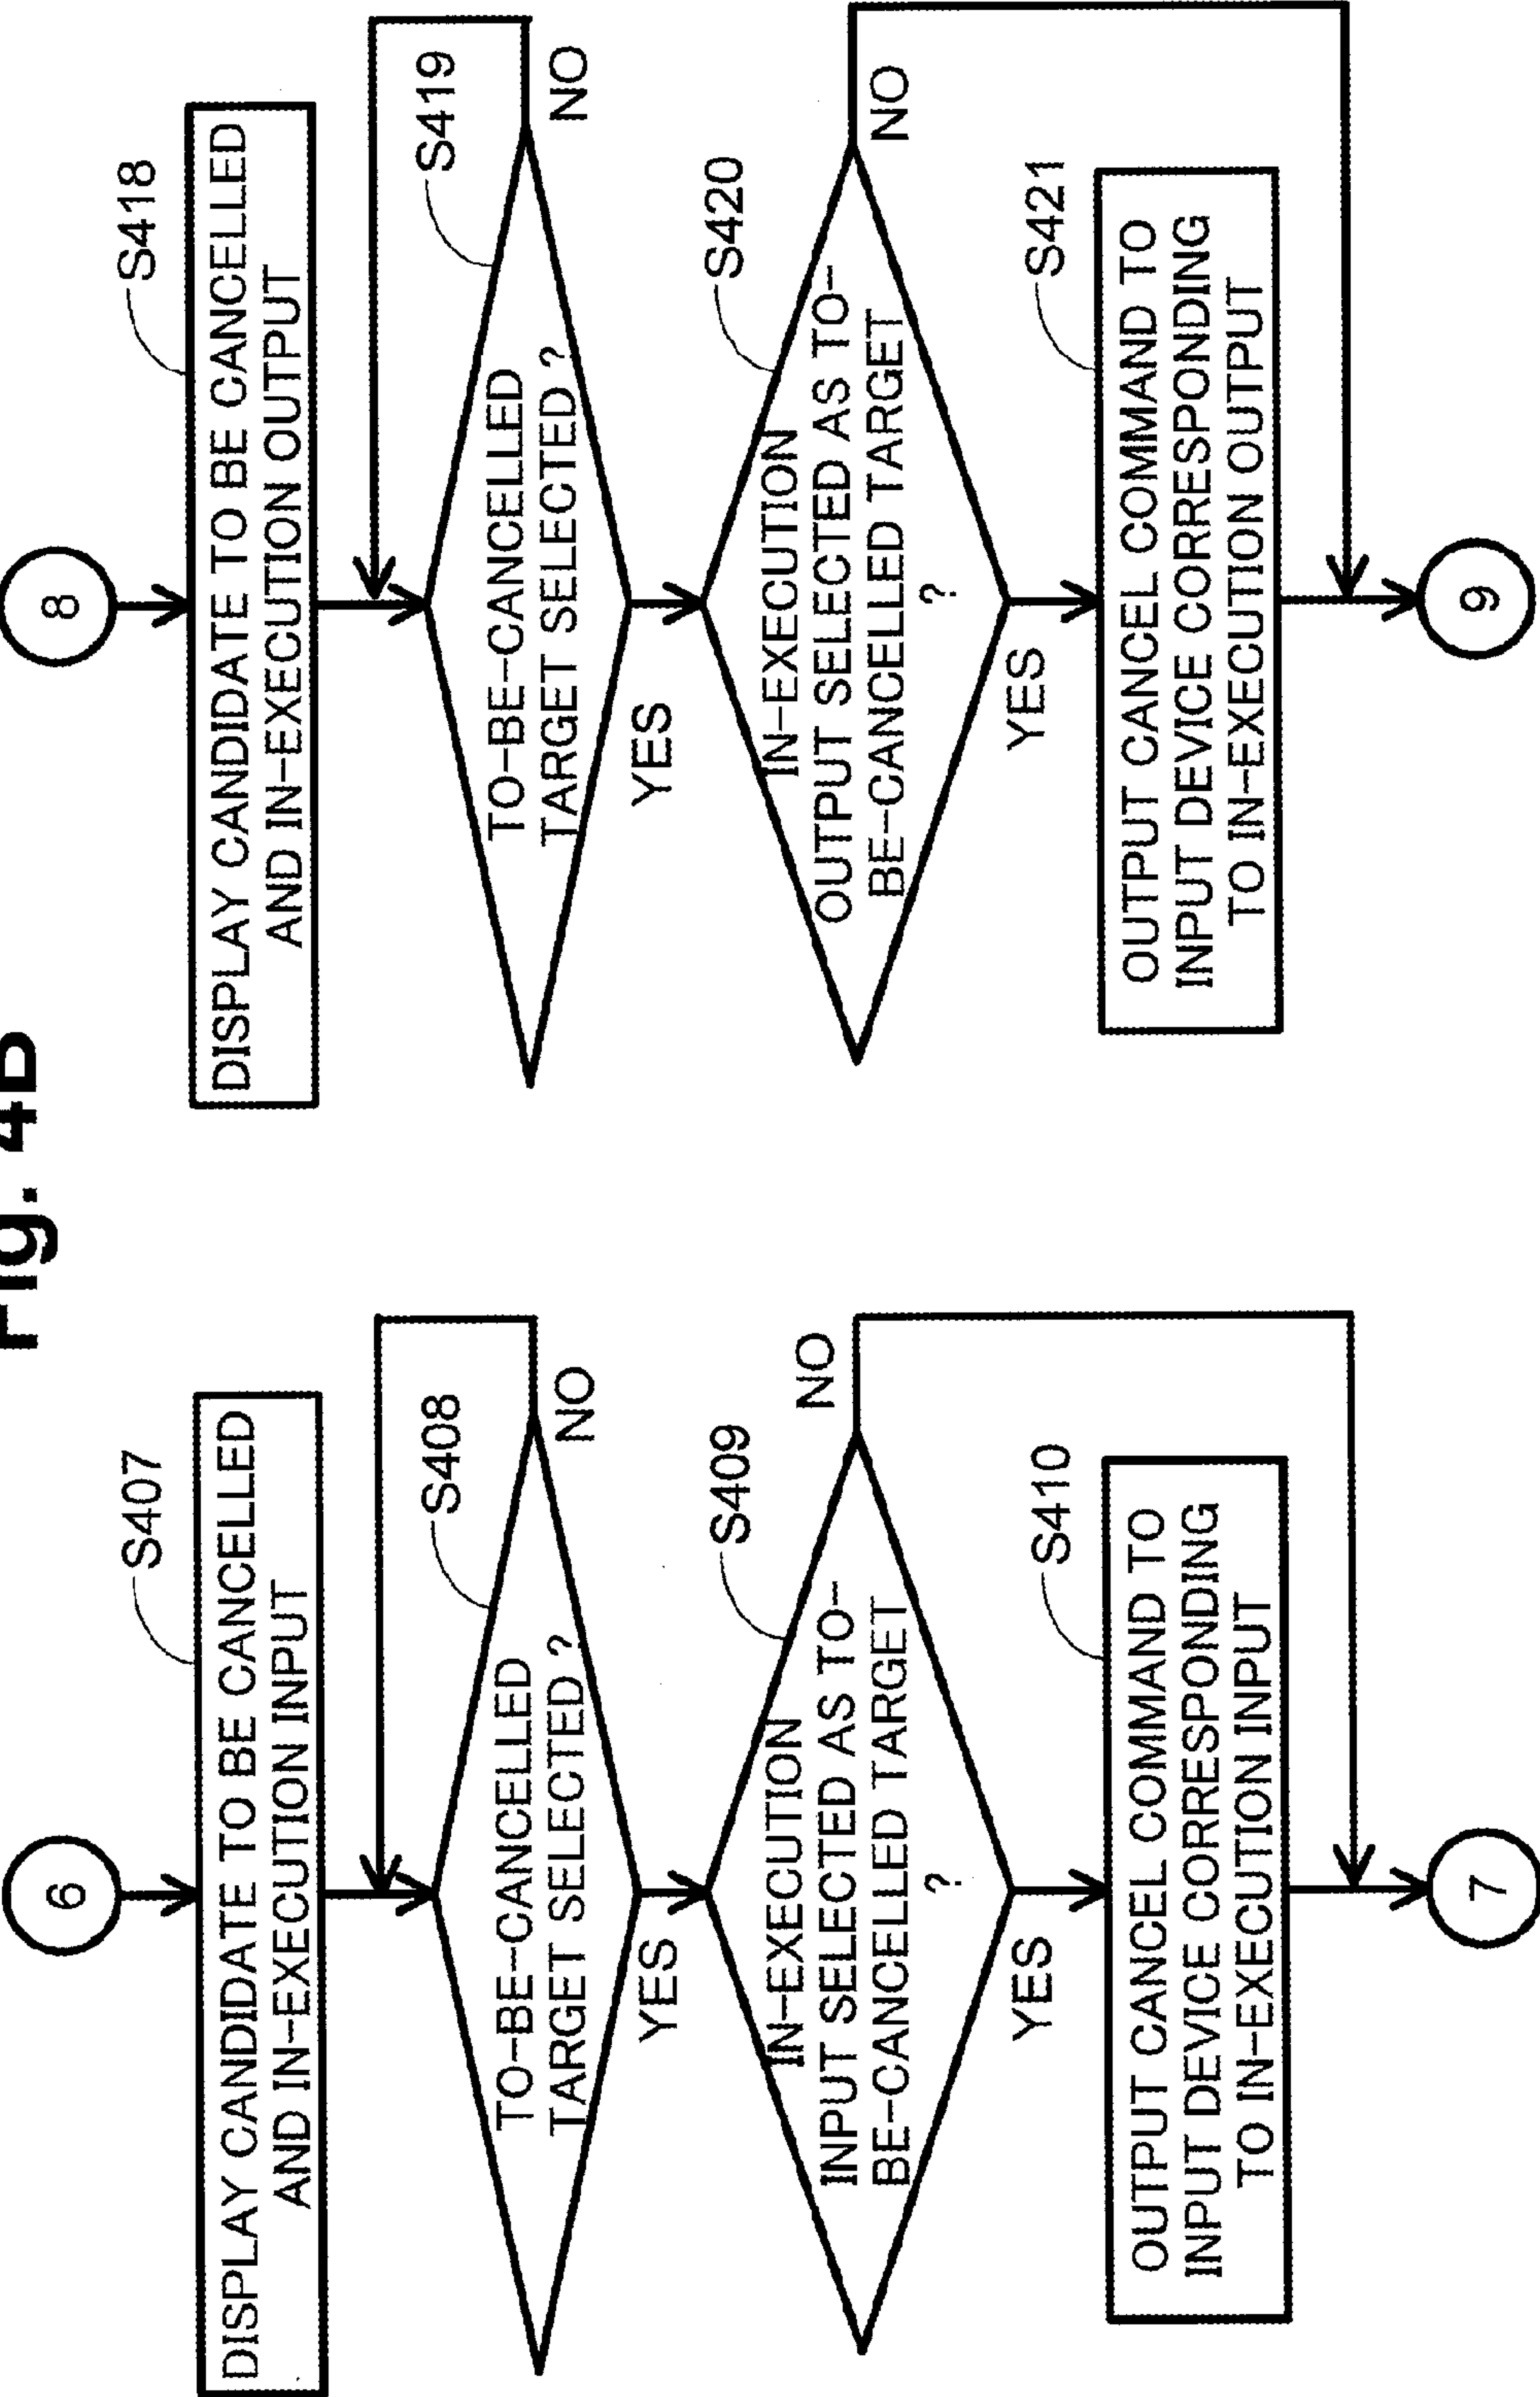 Fig. 4B
6
S407
DISPLAY CANDIDATE TO BE CANCELLED
AND IN-EXECUTION INPUT
S408
TO-BE-CANCELLED
TARGET SELECTED ?
NO
YES
S409
IN-EXECUTION
INPUT SELECTED AS TO-
BE-CANCELLED TARGET
?
NO
YES
S410
OUTPUT CANCEL COMMAND TO
INPUT DEVICE CORRESPONDING
TO IN-EXECUTION INPUT
7
8
S418
DISPLAY CANDIDATE TO BE CANCELLED
AND IN-EXECUTION OUTPUT
S419
TO-BE-CANCELLED
TARGET SELECTED ?
NO
YES
S420
IN-EXECUTION
OUTPUT SELECTED AS TO-
BE-CANCELLED TARGET
?
NO
YES
S421
OUTPUT CANCEL COMMAND TO
INPUT DEVICE CORRESPONDING
TO IN-EXECUTION OUTPUT
9